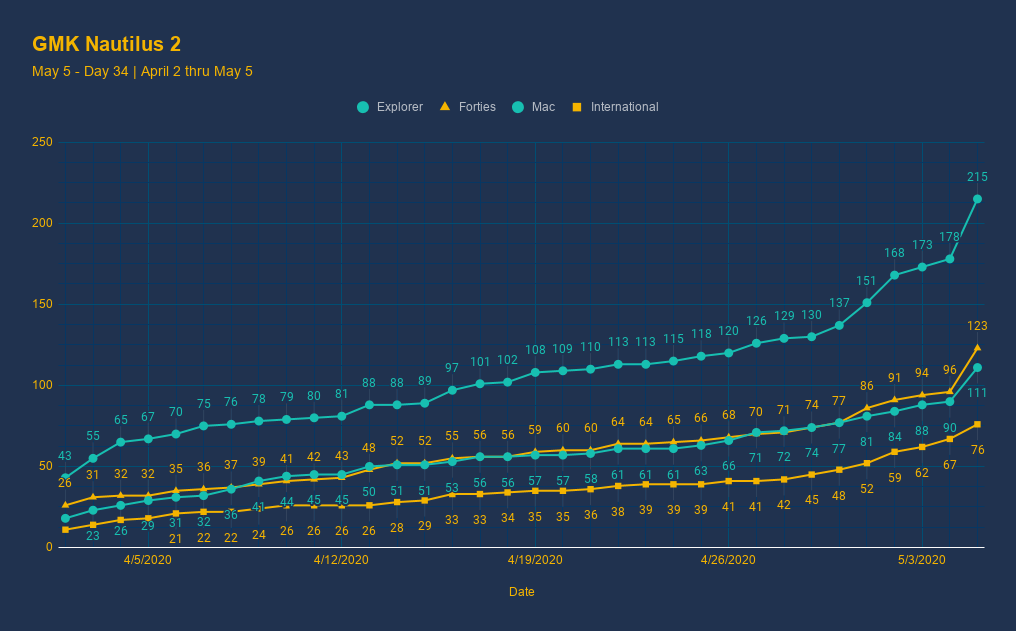 GMK Nautilus 2
May 5 - Day 34 | April 2 thru May 5
Explorer Forties Mac International
250
200
150
100
50
0
43 55 65 67 70 75 76 78 79 80 81 88 88 89 97 101 102 108 109 110 113 113 115 118 120 126 129 130 137 151 168 173 178 215
26 31 32 32 35 36 37 39 41 42 43 48 52 52 55 56 56 59 60 60 64 64 65 66 68 70 71 74 77 86 91 94 96 123
23 26 29 31 32 36 41 44 45 45 50 51 51 53 56 56 57 57 58 61 61 61 63 66 71 72 74 77 81 84 88 90 111
21 22 22 24 26 26 26 26 28 29 33 33 34 35 35 36 38 39 39 39 41 41 42 45 48 52 59 62 67 76
4/5/2020 4/12/2020 4/19/2020 4/26/2020 5/3/2020
Date